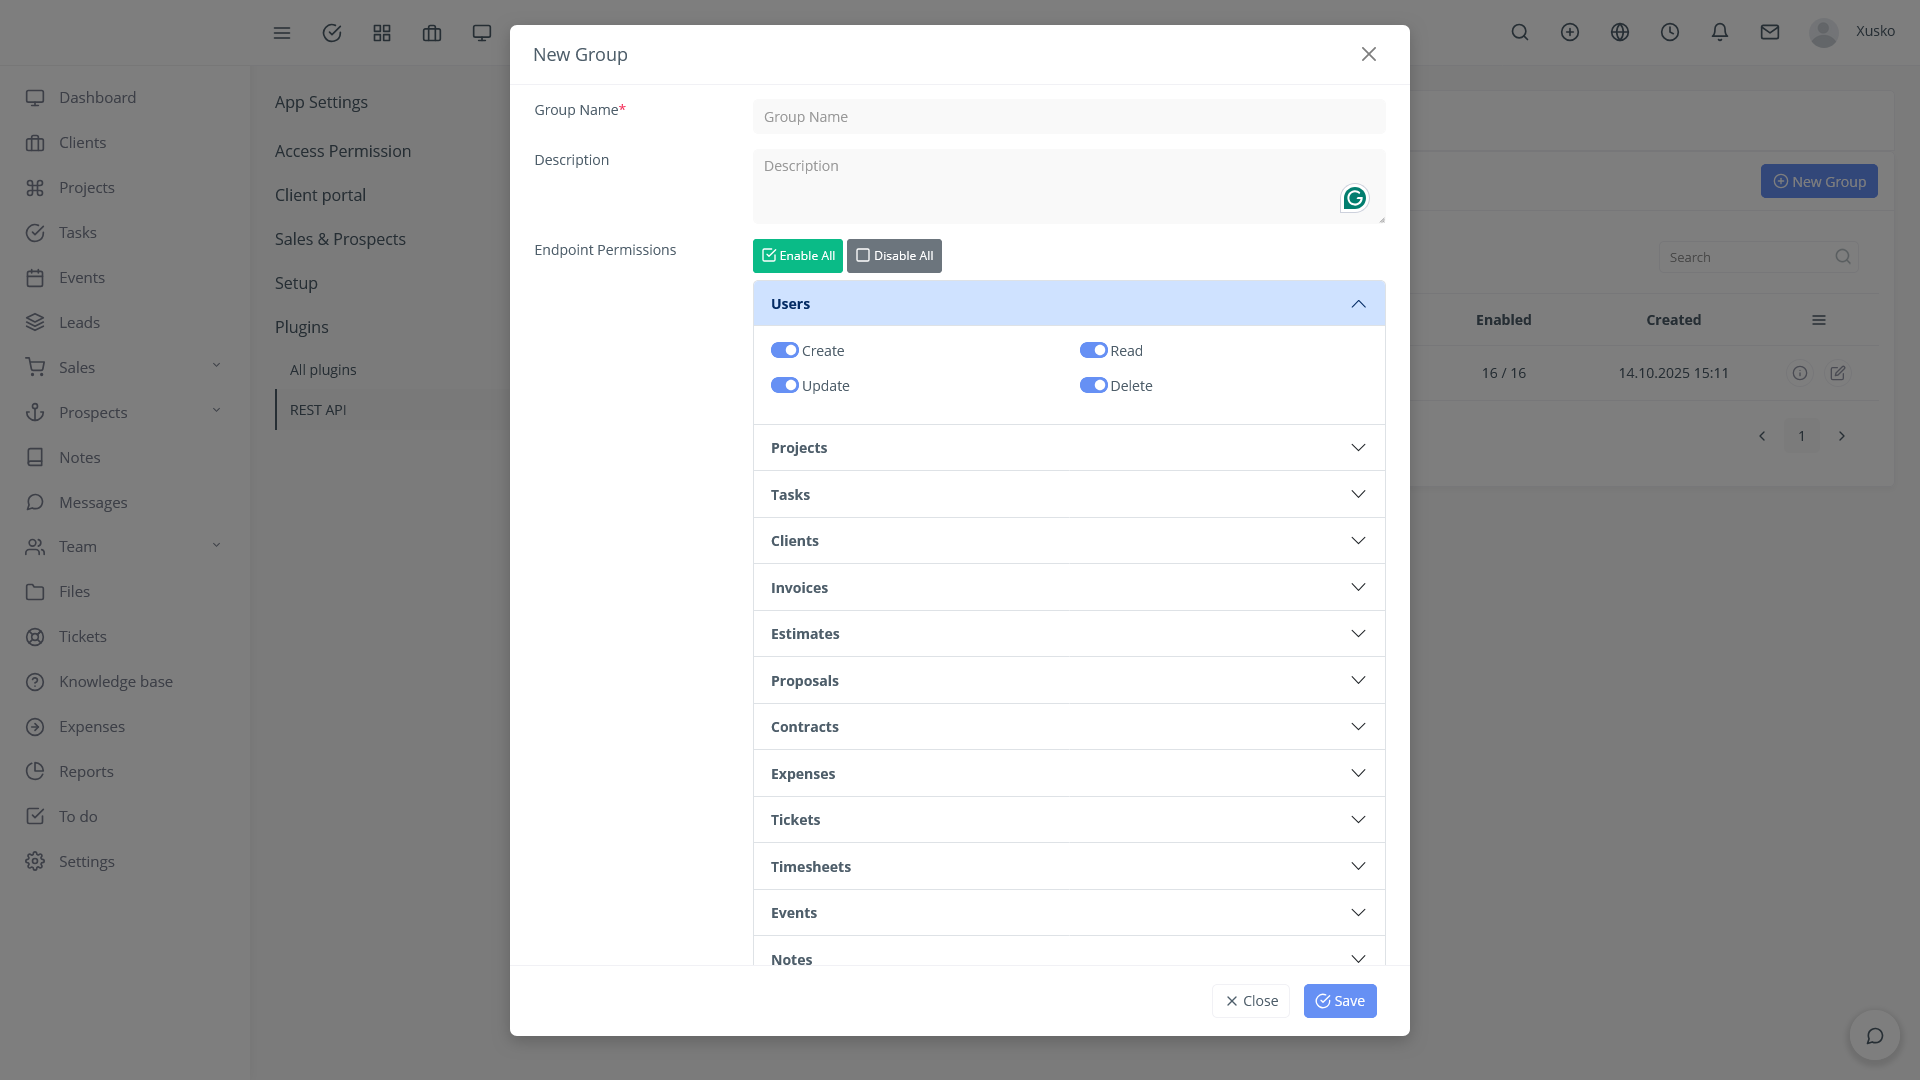 Xusko
Dashboard
Clients
Projects
Tasks
Events
Leads
Sales
Prospects
Notes
Messages
Team
Files
Tickets
Knowledge base
Expenses
Reports
To do
Settings
App Settings
Access Permission
Client portal
Sales & Prospects
Setup
Plugins
All plugins
REST API
New Group
Group Name*
Group Name
Description
Description
Endpoint Permissions
Enable All
Disable All
Users
Create
Read
Update
Delete
Projects
Tasks
Clients
Invoices
Estimates
Proposals
Contracts
Expenses
Tickets
Timesheets
Events
Notes
Close
Save
New Group
Search
Enabled
Created
16 / 16
14.10.2025 15:11
1